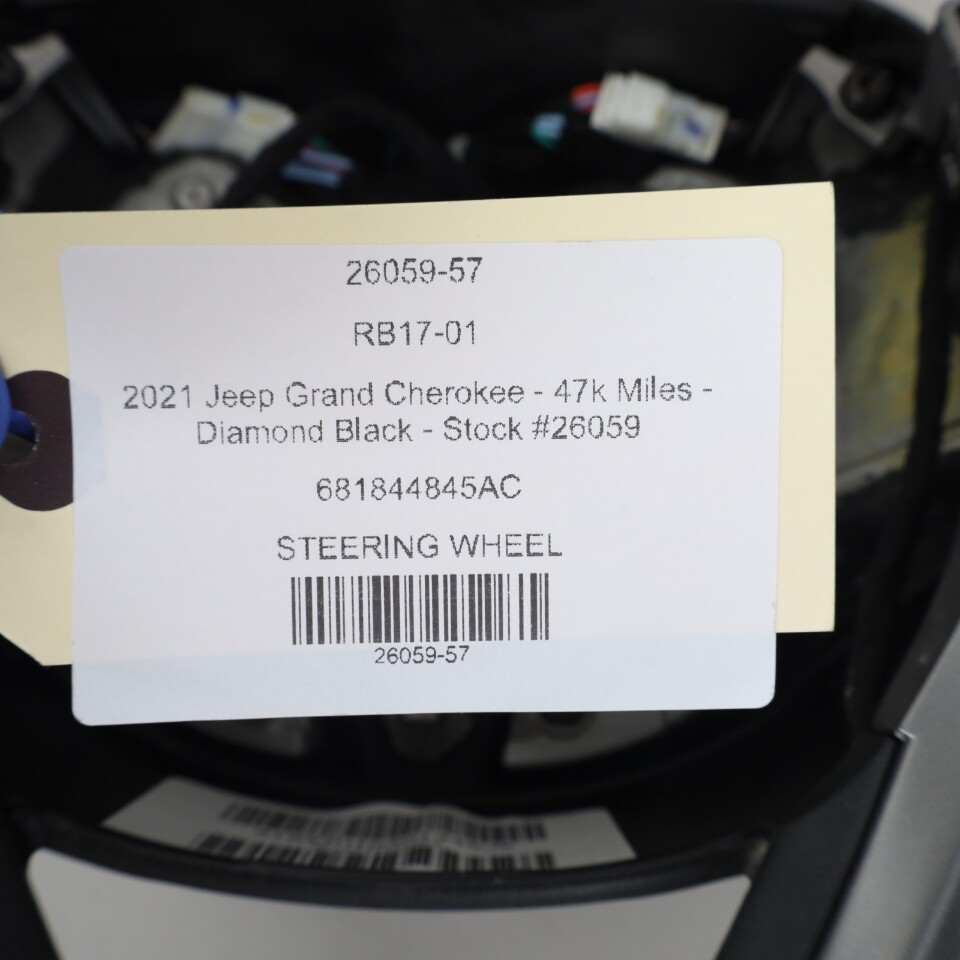 26059-57
RB17-01
2021 Jeep Grand Cherokee - 47k Miles -
Diamond Black - Stock #26059
681844845AC
STEERING WHEEL
26059-57